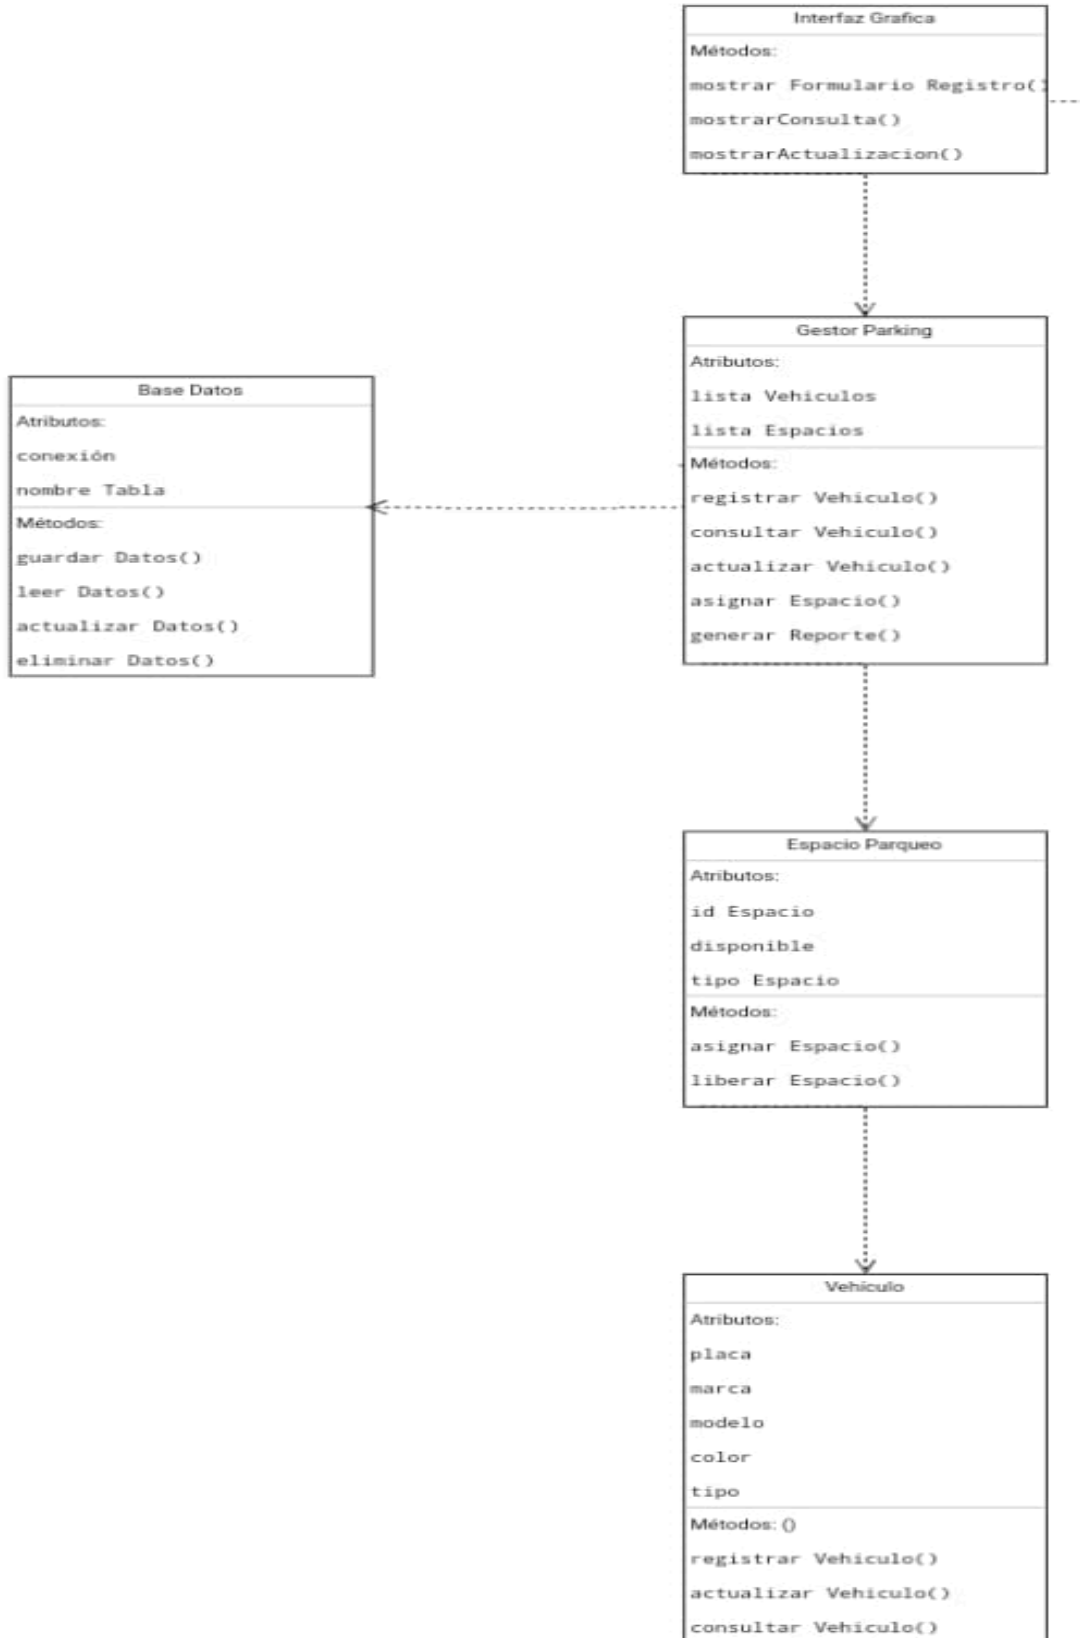 Interfaz Grafica
Métodos:
mostrar Formulario Registro()
mostrarConsulta()
mostrarActualizacion()
Gestor Parking
Atributos:
lista Vehiculos
lista Espacios
Métodos:
registrar Vehiculo()
consultar Vehiculo()
actualizar Vehiculo()
asignar Espacio()
generar Reporte()
Base Datos
Atributos:
conexión
nombre Tabla
Métodos:
guardar Datos()
leer Datos()
actualizar Datos()
eliminar Datos()
Espacio Parqueo
Atributos:
id Espacio
disponible
tipo Espacio
Métodos:
asignar Espacio()
liberar Espacio()
Vehiculo
Atributos:
placa
marca
modelo
color
tipo
Métodos: ()
registrar Vehiculo()
actualizar Vehiculo()
consultar Vehiculo()